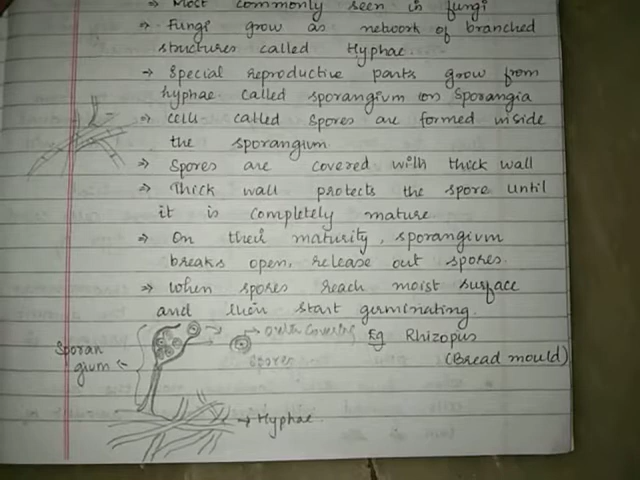 → Most commonly seen in fungi
→ Fungi grow as network of branched
structures called Hyphae.
→ Special reproductive parts grow from
hyphae called sporangium or Sporangia
→ cells called Spores are formed inside
the sporangium.
→ Spores are covered with thick wall
→ Thick wall protects the spore until
it is completely mature.
→ On their maturity, sporangium
breaks open, release out spores.
→ when spores reach moist surface
and then start germinating.
→ outer covering Eg Rhizopus
Sporan
gium
spores (Bread mould)
→ Hyphae